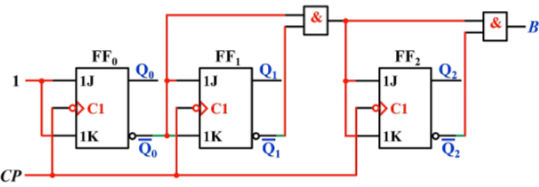 & & B
FF₀ FF₁ FF₂
1 1J Q₀ 1J Q₁ 1J Q₂
C1 C1 C1
1K Q̅₀ 1K Q̅₁ 1K Q̅₂
CP